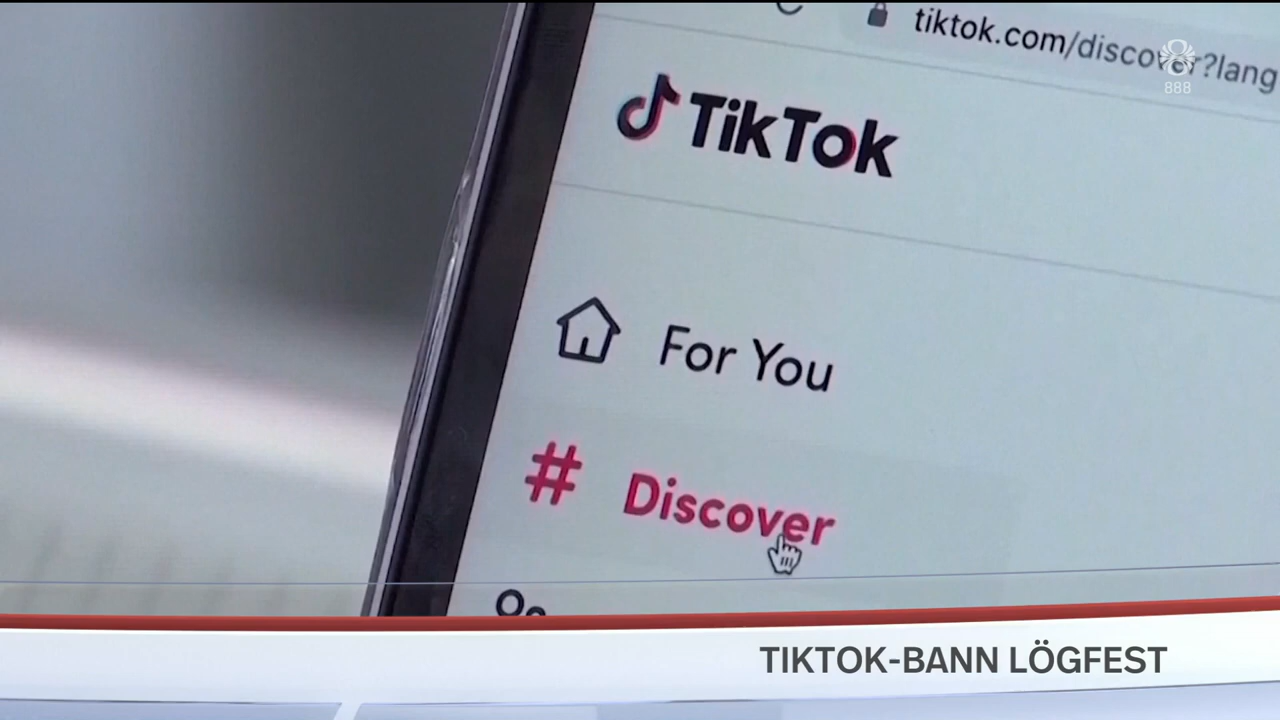 tiktok.com/discover?lang
888
TikTok
For You
# Discover
TIKTOK-BANN LÖGFEST